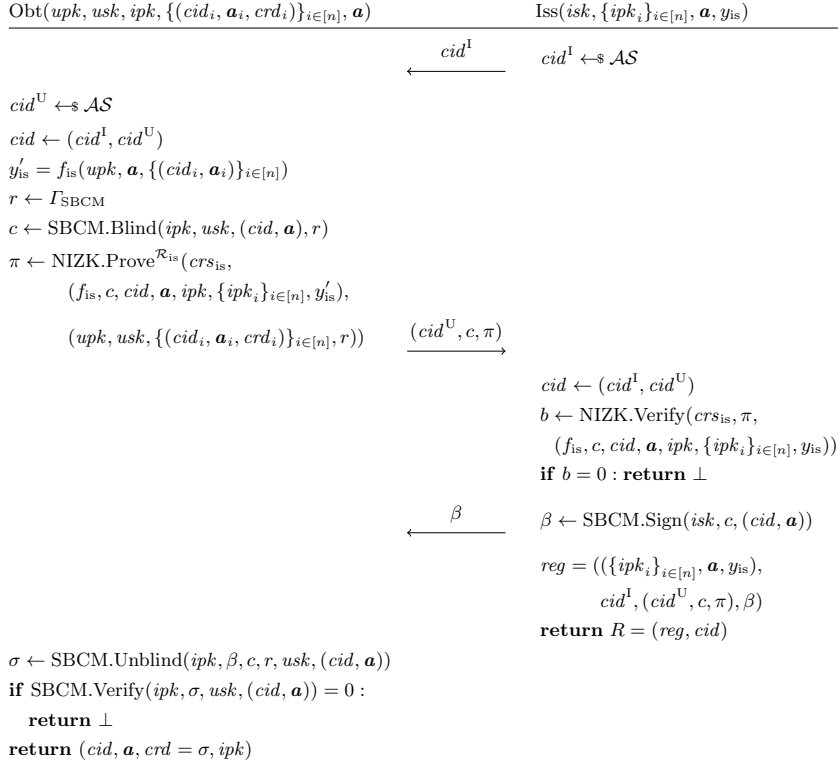 Obt(upk, usk, ipk, {(cid_i, a_i, crd_i)}_{i∈[n]}, a) Iss(isk, {ipk_i}_{i∈[n]}, a, y_is)
cid^I cid^I ←$ AS
cid^U ←$ AS
cid ← (cid^I, cid^U)
y'_is = f_is(upk, a, {(cid_i, a_i)}_{i∈[n]})
r ← Γ_SBCM
c ← SBCM.Blind(ipk, usk, (cid, a), r)
π ← NIZK.Prove^{R_is}(crs_is,
(f_is, c, cid, a, ipk, {ipk_i}_{i∈[n]}, y'_is),
(upk, usk, {(cid_i, a_i, crd_i)}_{i∈[n]}, r)) (cid^U, c, π)
cid ← (cid^I, cid^U)
b ← NIZK.Verify(crs_is, π,
(f_is, c, cid, a, ipk, {ipk_i}_{i∈[n]}, y_is))
if b = 0 : return ⊥
β β ← SBCM.Sign(isk, c, (cid, a))
reg = (({ipk_i}_{i∈[n]}, a, y_is),
cid^I, (cid^U, c, π), β)
return R = (reg, cid)
σ ← SBCM.Unblind(ipk, β, c, r, usk, (cid, a))
if SBCM.Verify(ipk, σ, usk, (cid, a)) = 0 :
return ⊥
return (cid, a, crd = σ, ipk)